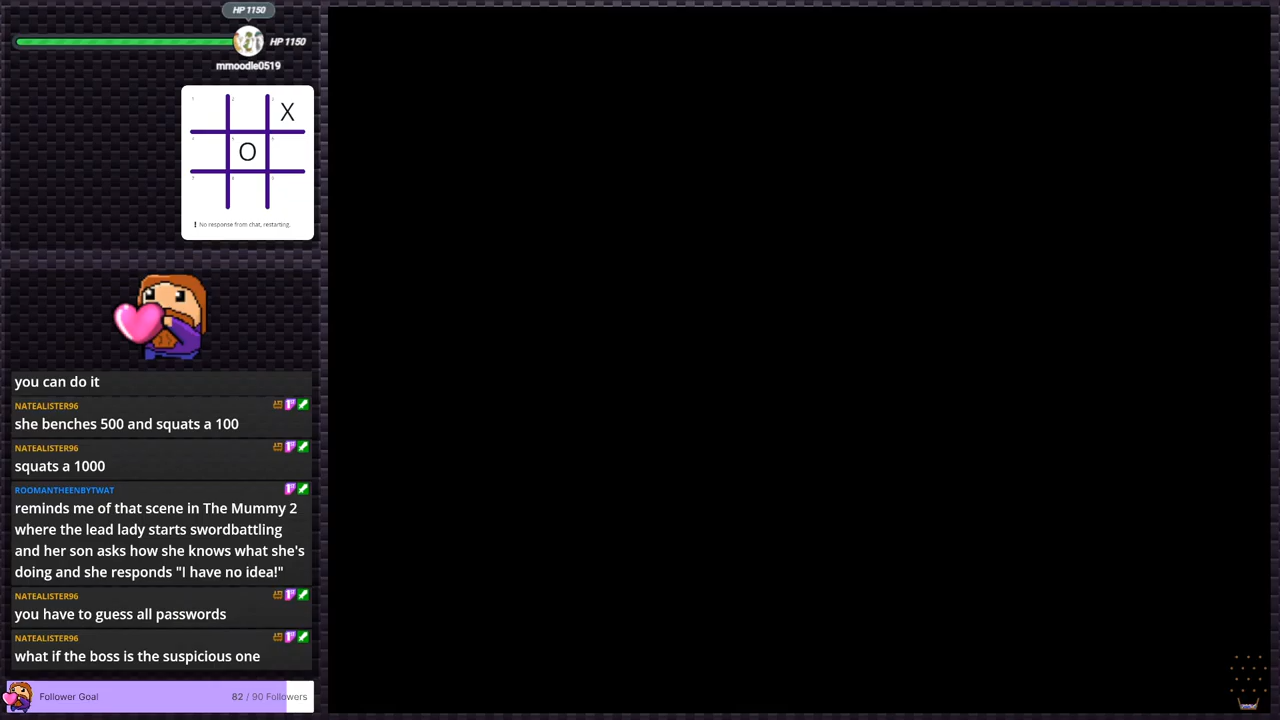 HP 1150
HP 1150
mmoodle0519
X
O
! No response from chat, restarting.
you can do it
NATEALISTER96
she benches 500 and squats a 100
NATEALISTER96
squats a 1000
ROOMANTHEENBYTWAT
reminds me of that scene in The Mummy 2
where the lead lady starts swordbattling
and her son asks how she knows what she's
doing and she responds "I have no idea!"
NATEALISTER96
you have to guess all passwords
NATEALISTER96
what if the boss is the suspicious one
Follower Goal 82 / 90 Followers